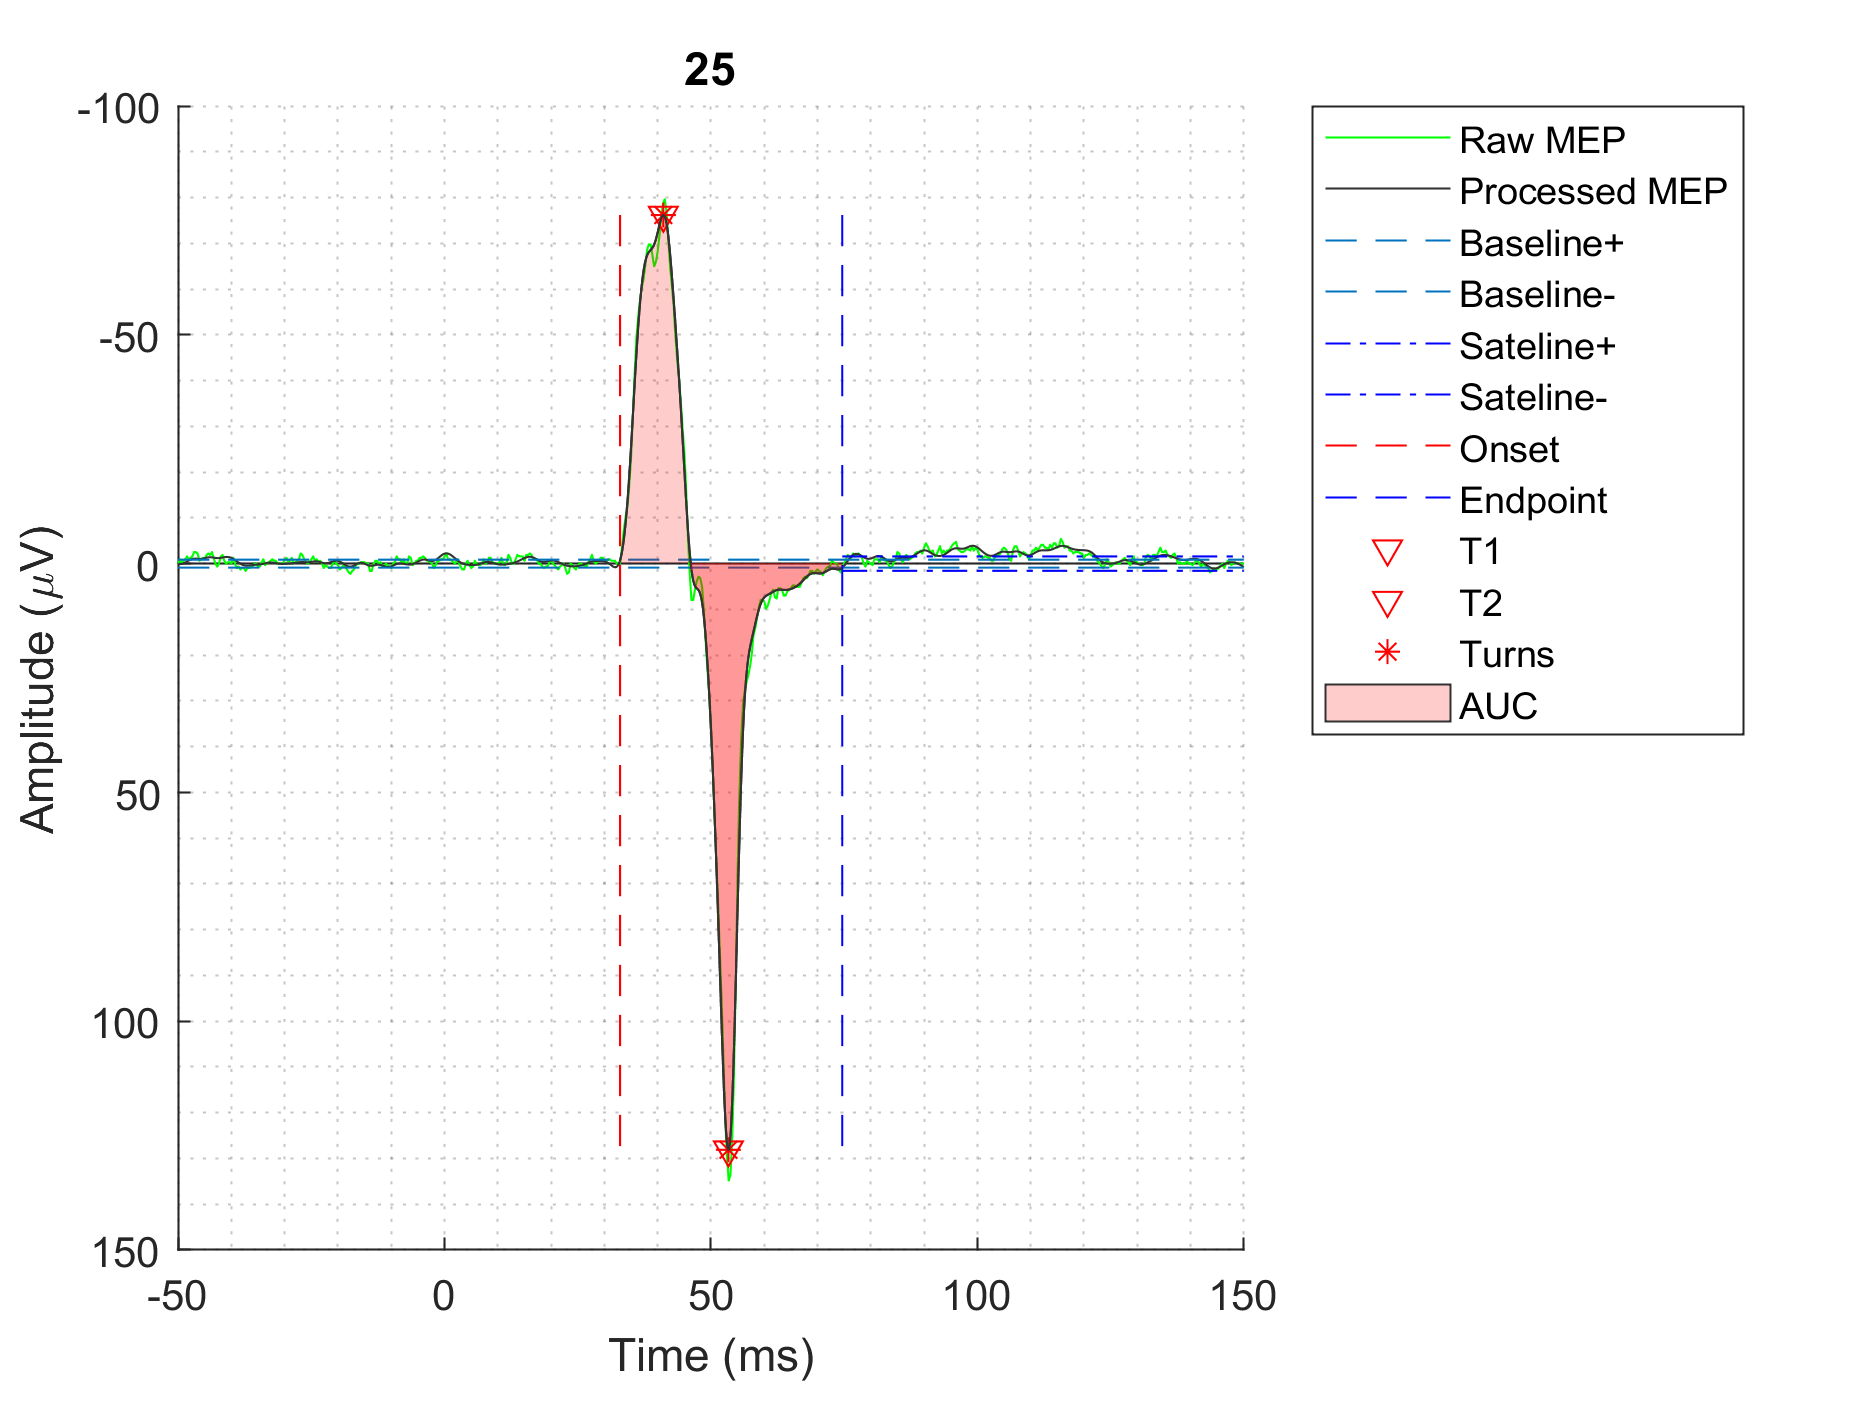 25
-100
-50
0
50
100
150
Amplitude (μV)
-50 0 50 100 150
Time (ms)
Raw MEP
Processed MEP
Baseline+
Baseline-
Sateline+
Sateline-
Onset
Endpoint
T1
T2
Turns
AUC